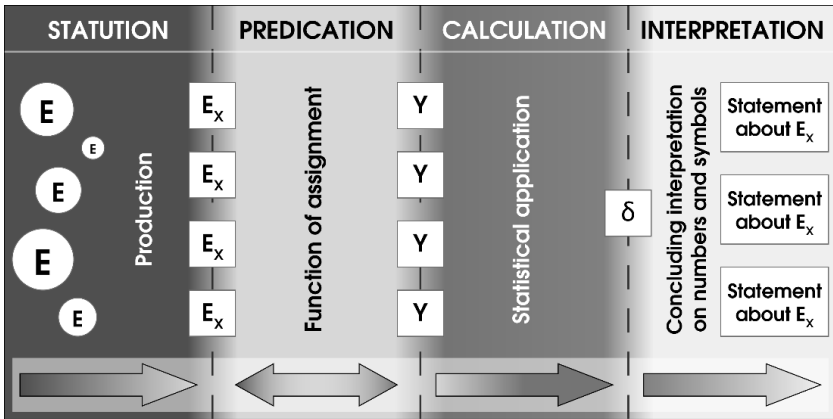 STATUTION
PREDICATION
CALCULATION
INTERPRETATION
E
E
E
E
E
Production
Eₓ
Eₓ
Eₓ
Eₓ
Function of assignment
Y
Y
Y
Y
Statistical application
δ
Concluding interpretation
on numbers and symbols
Statement
about Eₓ
Statement
about Eₓ
Statement
about Eₓ